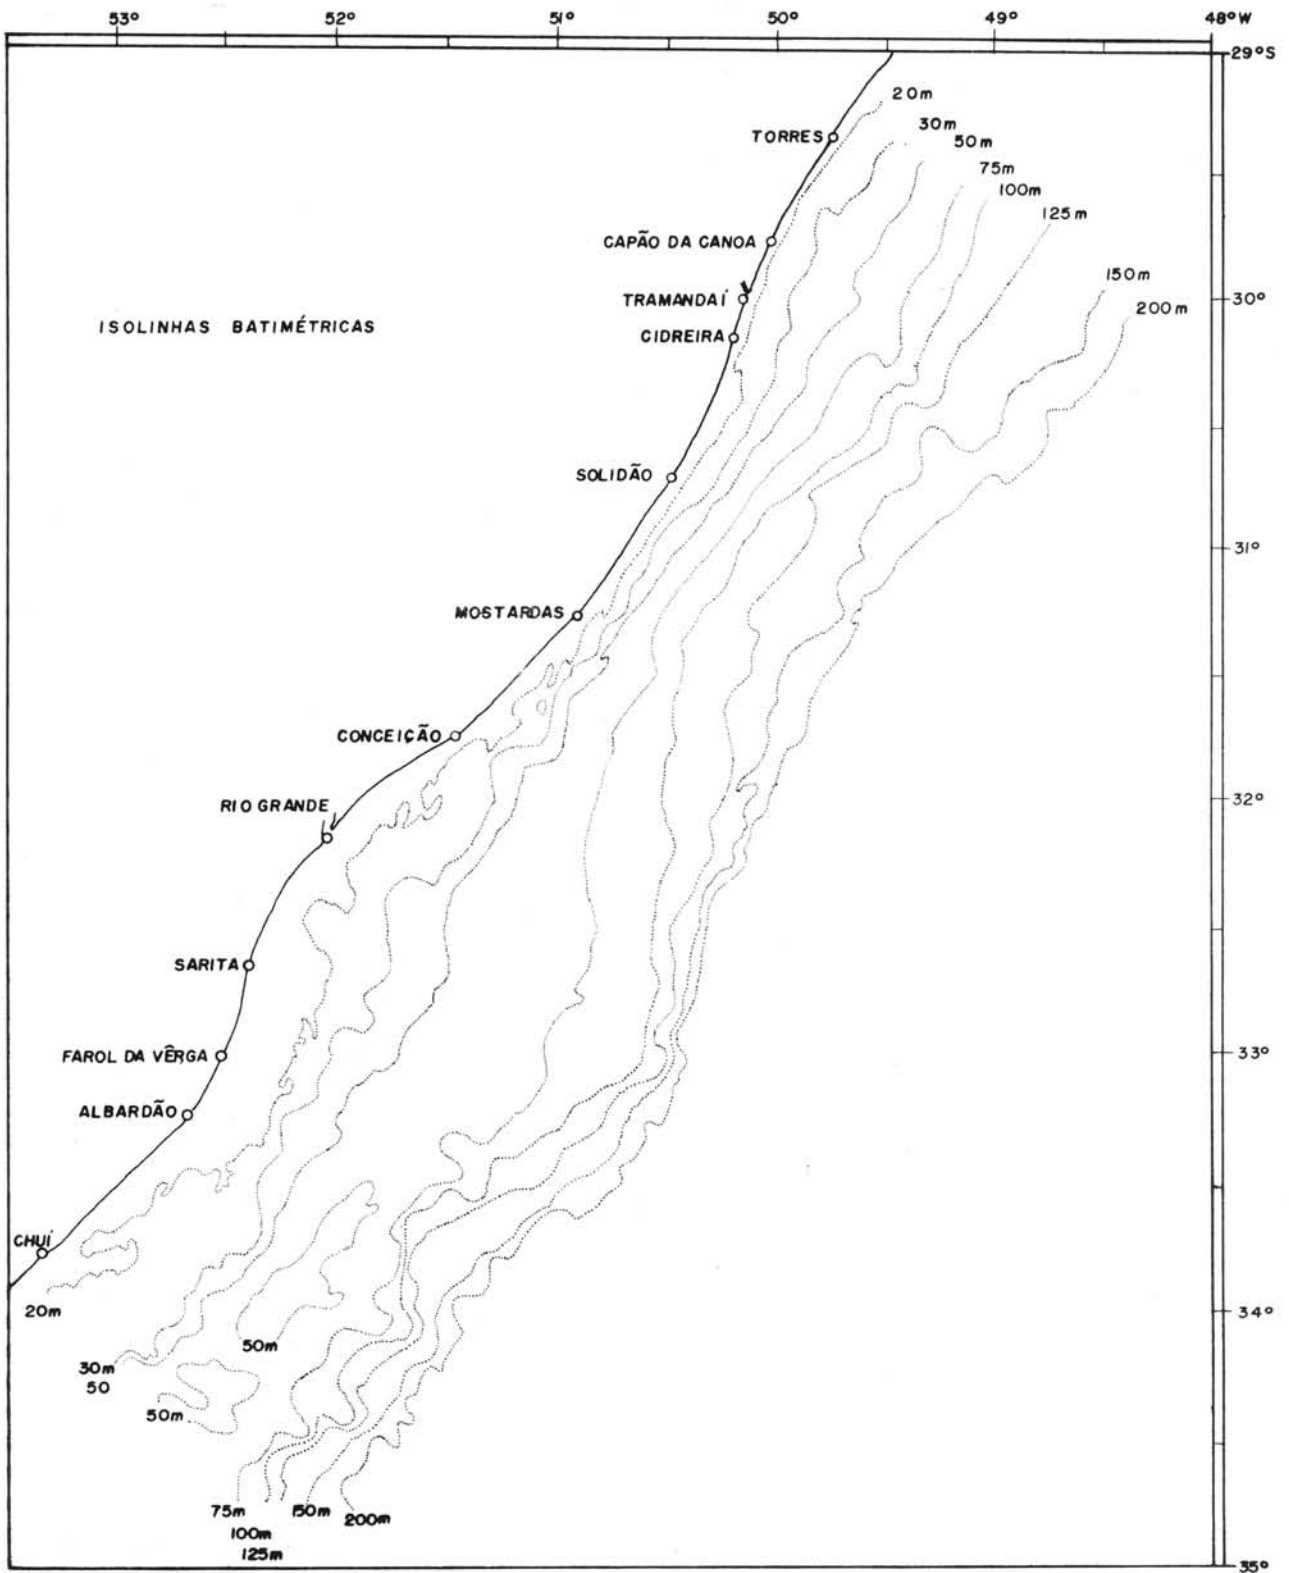 53° 52° 51° 50° 49° 48°W
29°S
20m
30m
TORRES
50m
75m
100m
125m
CAPÃO DA CANOA
150m
TRAMANDAÍ
30°
200m
ISOLINHAS BATIMÉTRICAS
CIDREIRA
SOLIDÃO
31°
MOSTARDAS
CONCEIÇÃO
32°
RIO GRANDE
SARITA
FAROL DA VÊRGA
33°
ALBARDÃO
CHUÍ
20m
34°
50m
30m
50
50m
75m
150m
200m
100m
125m
35°